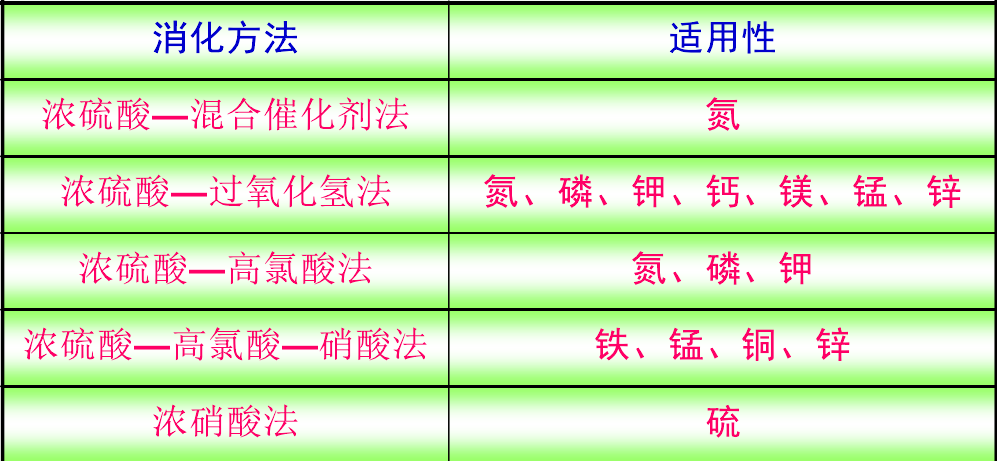 消化方法 适用性
浓硫酸—混合催化剂法 氮
浓硫酸—过氧化氢法 氮、磷、钾、钙、镁、锰、锌
浓硫酸—高氯酸法 氮、磷、钾
浓硫酸—高氯酸—硝酸法 铁、锰、铜、锌
浓硝酸法 硫